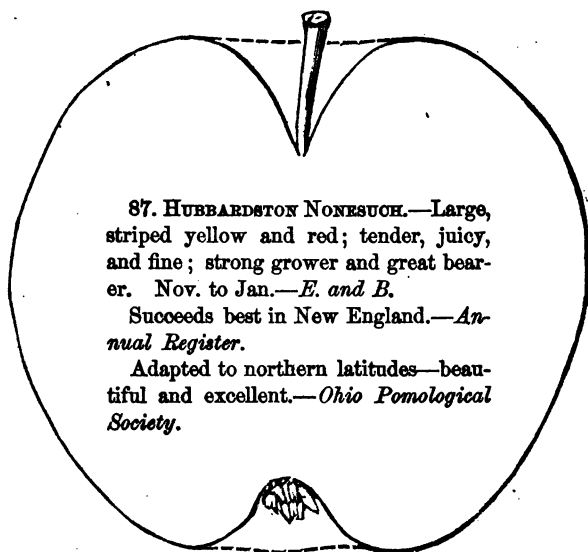 87. HUBBARDSTON NONESUCH.—Large,
striped yellow and red; tender, juicy,
and fine; strong grower and great bear-
er. Nov. to Jan.—E. and B.
Succeeds best in New England.—An-
nual Register.
Adapted to northern latitudes—beau-
tiful and excellent.—Ohio Pomological
Society.